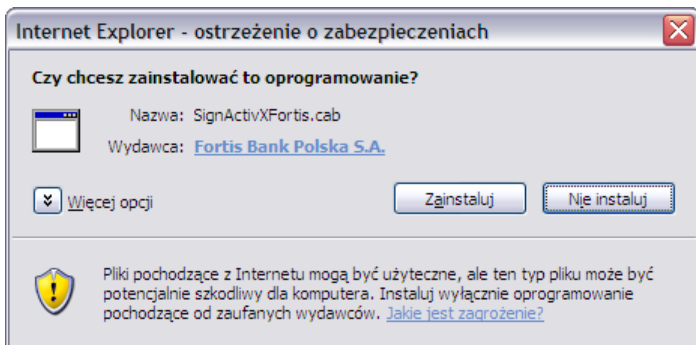 Internet Explorer - ostrzeżenie o zabezpieczeniach
Czy chcesz zainstalować to oprogramowanie?
Nazwa: SignActivXFortis.cab
Wydawca: Fortis Bank Polska S.A.
Więcej opcji
Zainstaluj
Nie instaluj
Pliki pochodzące z Internetu mogą być użyteczne, ale ten typ pliku może być
potencjalnie szkodliwy dla komputera. Instaluj wyłącznie oprogramowanie
pochodzące od zaufanych wydawców. Jakie jest zagrożenie?